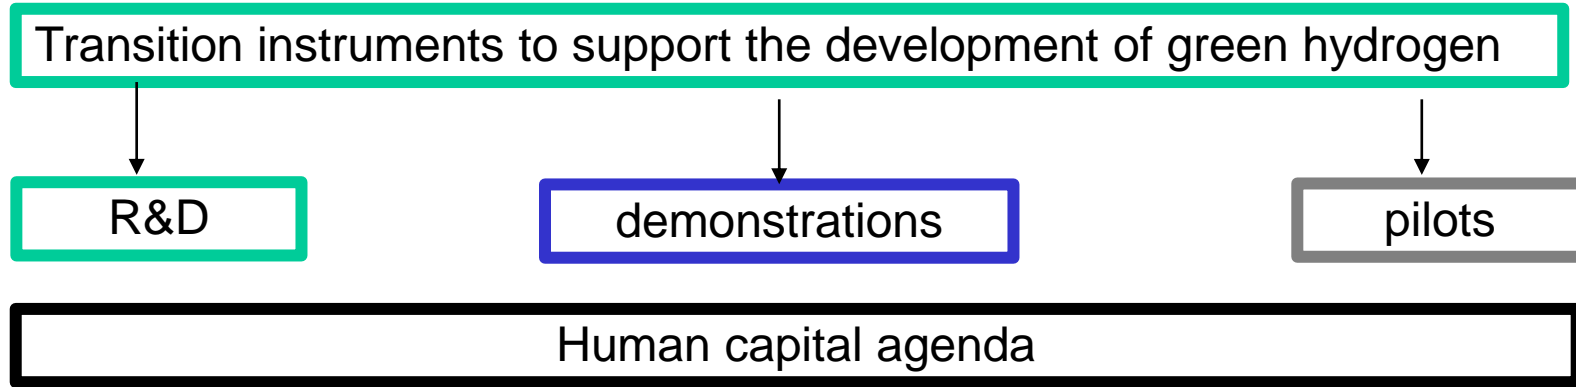 Transition instruments to support the development of green hydrogen
R&D
demonstrations
pilots
Human capital agenda